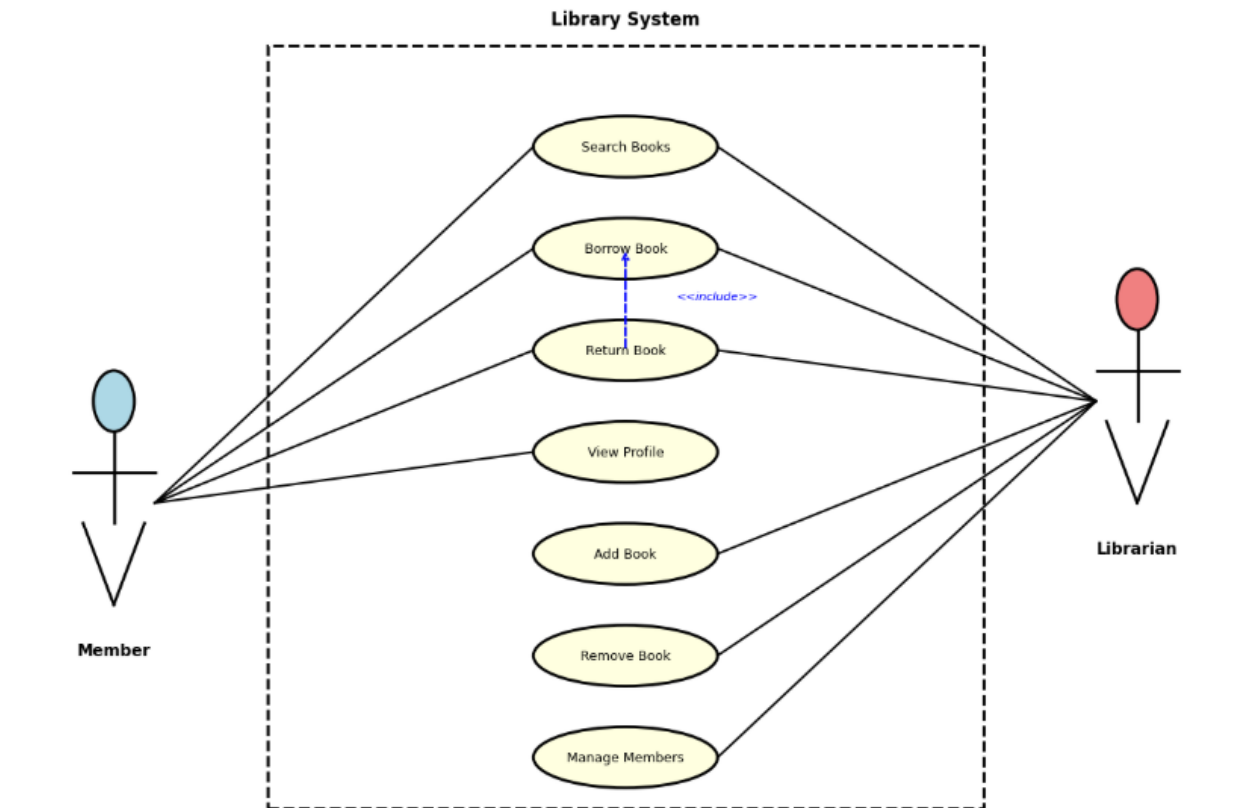 Library System
Search Books
Borrow Book
<<include>>
Return Book
View Profile
Add Book
Librarian
Member
Remove Book
Manage Members